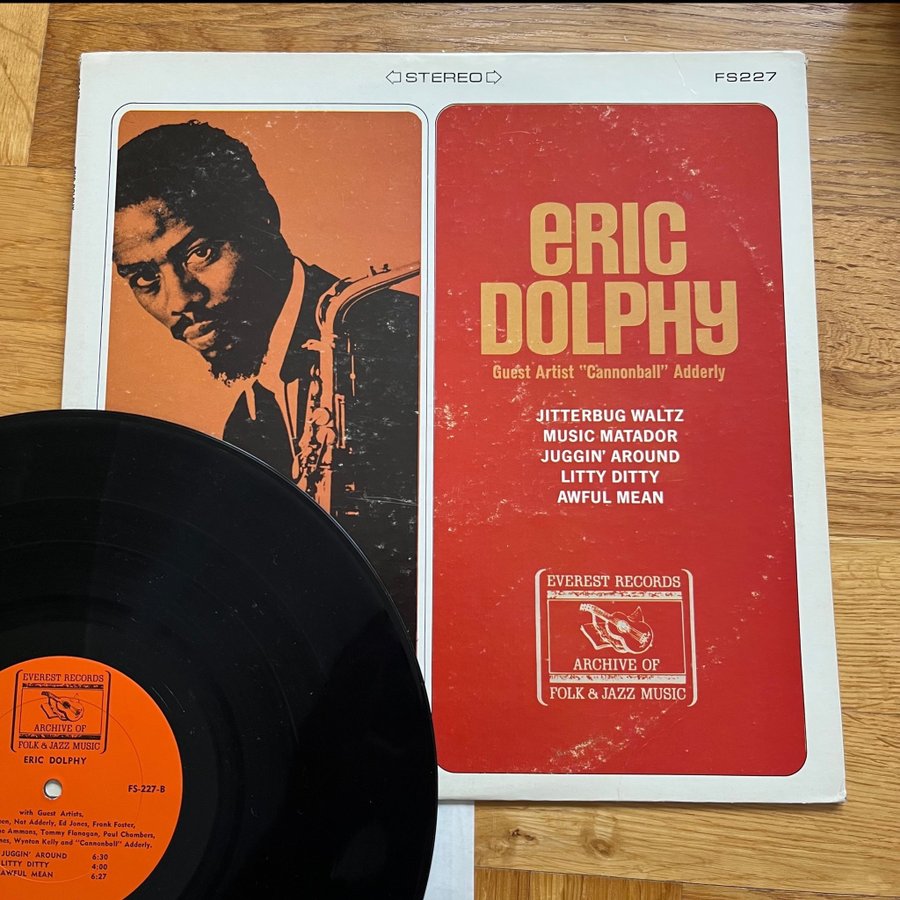 STEREO
FS227
ERIC
DOLPHY
Guest Artist "Cannonball" Adderly
JITTERBUG WALTZ
MUSIC MATADOR
JUGGIN' AROUND
LITTY DITTY
AWFUL MEAN
EVEREST RECORDS
ARCHIVE OF
FOLK & JAZZ MUSIC
EVEREST RECORDS
ARCHIVE OF
FOLK & JAZZ MUSIC
ERIC DOLPHY
FS-227-B
with Guest Artists,
Nat Adderly, Ed Jones, Frank Foster,
Ammons, Tommy Flanagan, Paul Chambers,
Wynton Kelly and "Cannonball" Adderly.
JUGGIN' AROUND 6:30
LITTY DITTY 4:00
AWFUL MEAN 6:27